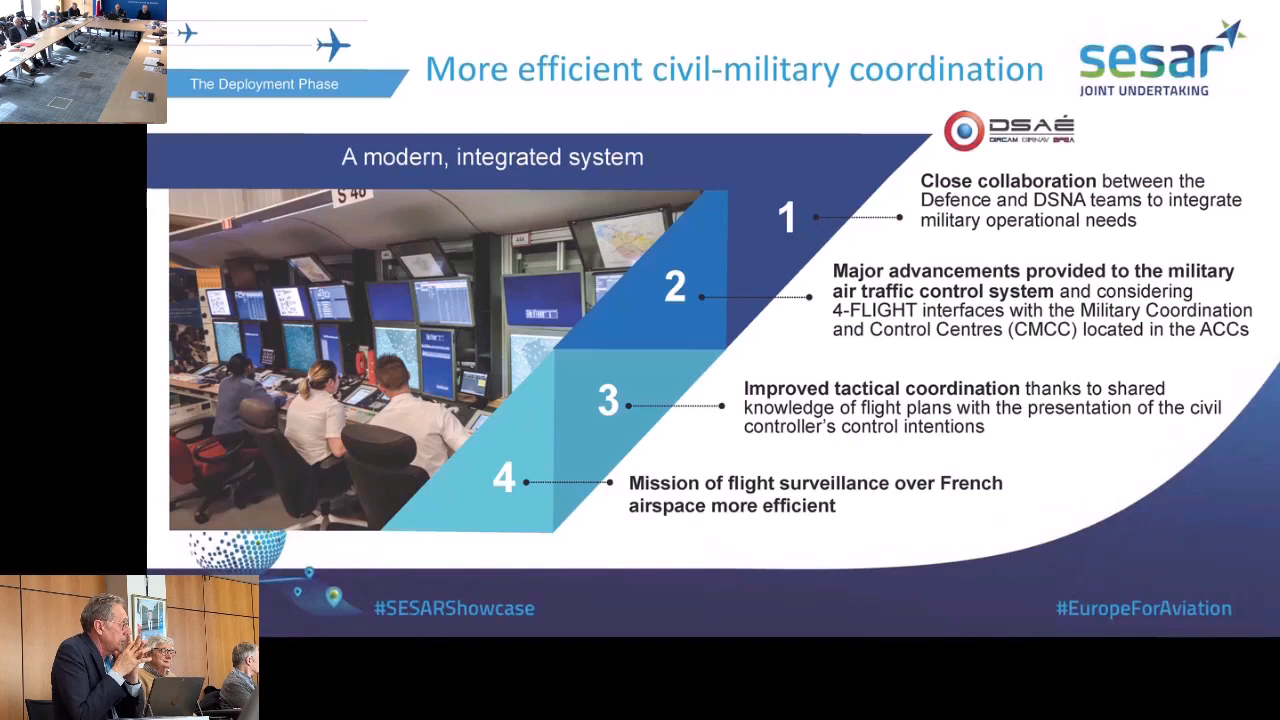 The Deployment Phase
More efficient civil-military coordination
sesar
JOINT UNDERTAKING
DSAÉ
DIRCAM DIRNAV BFSA
A modern, integrated system
S 40
1
Close collaboration between the
Defence and DSNA teams to integrate
military operational needs
2
Major advancements provided to the military
air traffic control system and considering
4-FLIGHT interfaces with the Military Coordination
and Control Centres (CMCC) located in the ACCs
3
Improved tactical coordination thanks to shared
knowledge of flight plans with the presentation of the civil
controller's control intentions
4
Mission of flight surveillance over French
airspace more efficient
#SESARShowcase
#EuropeForAviation